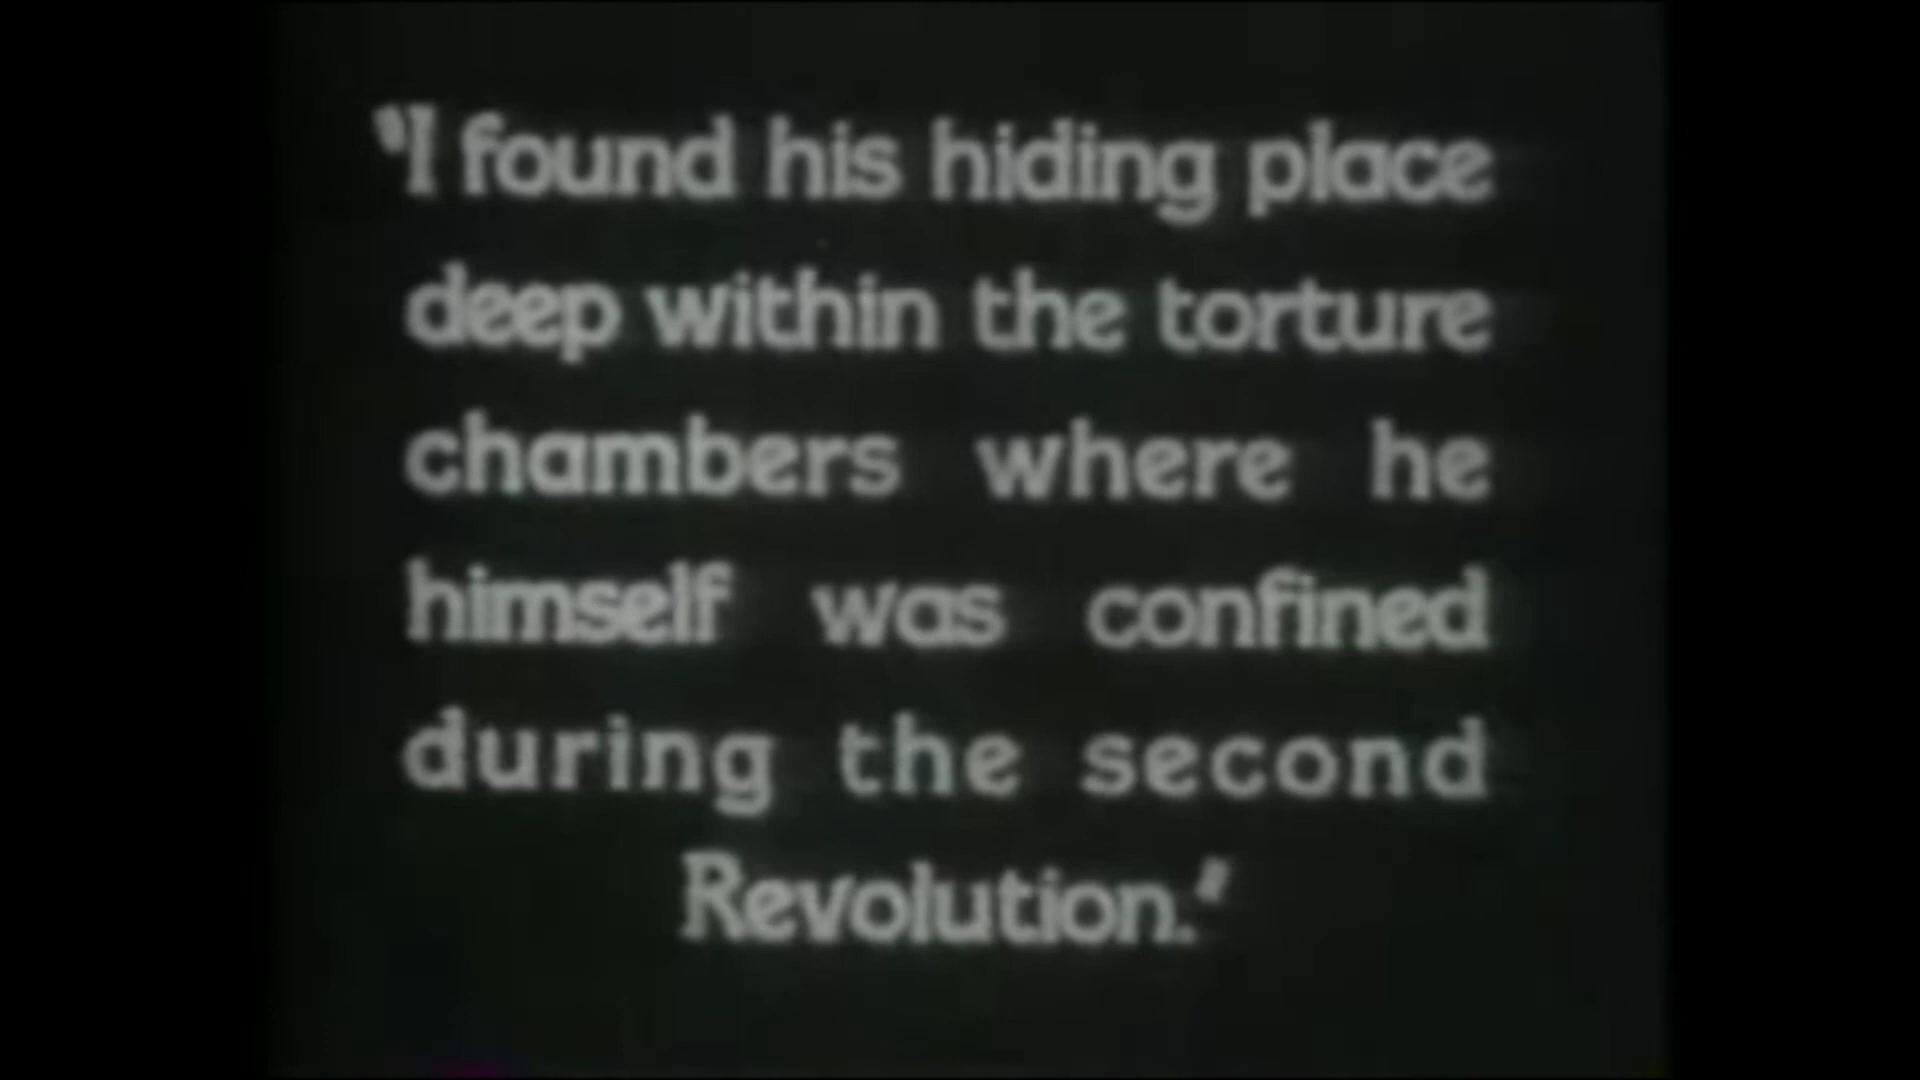 "I found his hiding place
deep within the torture
chambers where he
himself was confined
during the second
Revolution."